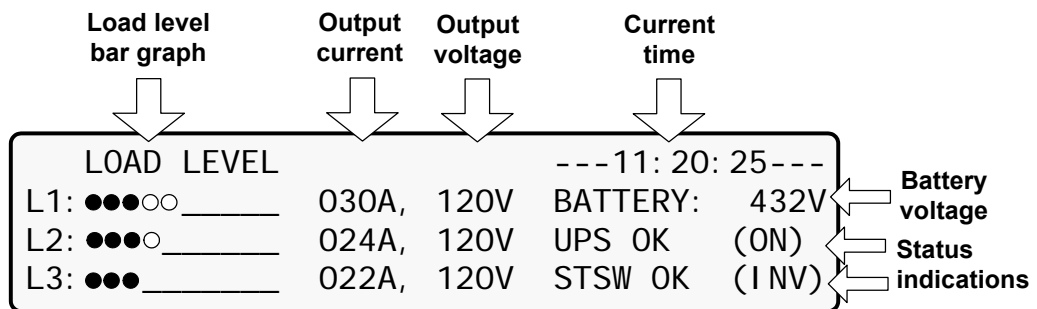 Load level
bar graph
Output
current
Output
voltage
Current
time
LOAD LEVEL ---11:20:25---
L1: ●●●○○______ 030A, 120V BATTERY: 432V
L2: ●●●○_______ 024A, 120V UPS OK (ON)
L3: ●●●________ 022A, 120V STSW OK (INV)
Battery
voltage
Status
indications